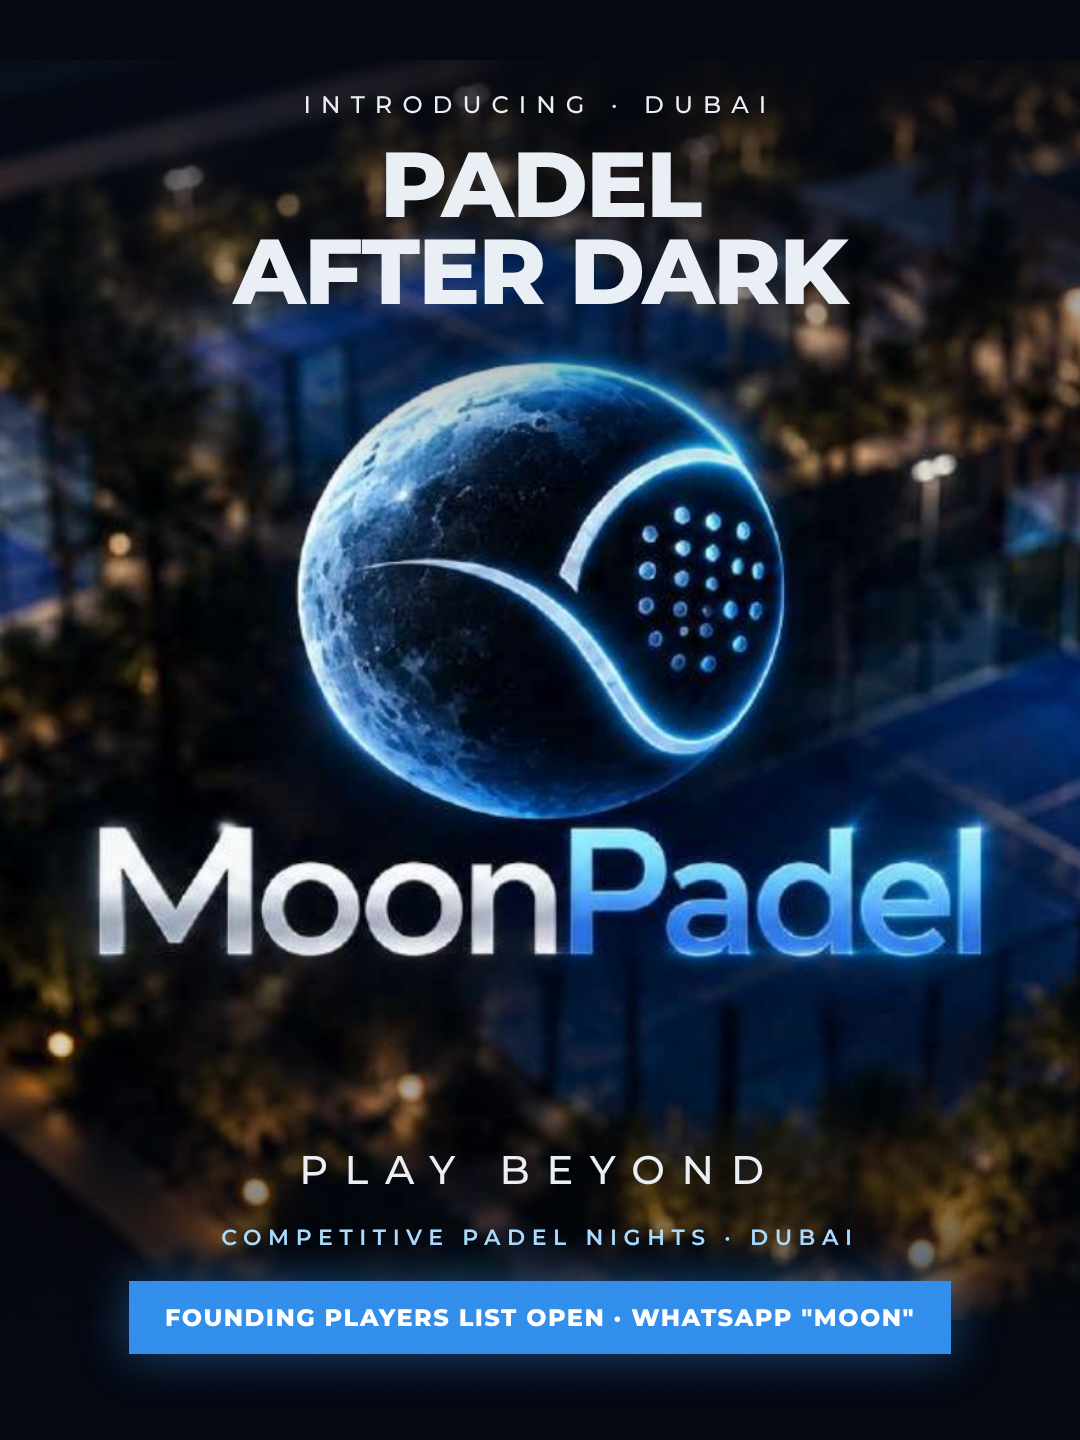 INTRODUCING · DUBAI
PADEL
AFTER DARK
MoonPadel
PLAY BEYOND
COMPETITIVE PADEL NIGHTS · DUBAI
FOUNDING PLAYERS LIST OPEN · WHATSAPP "MOON"